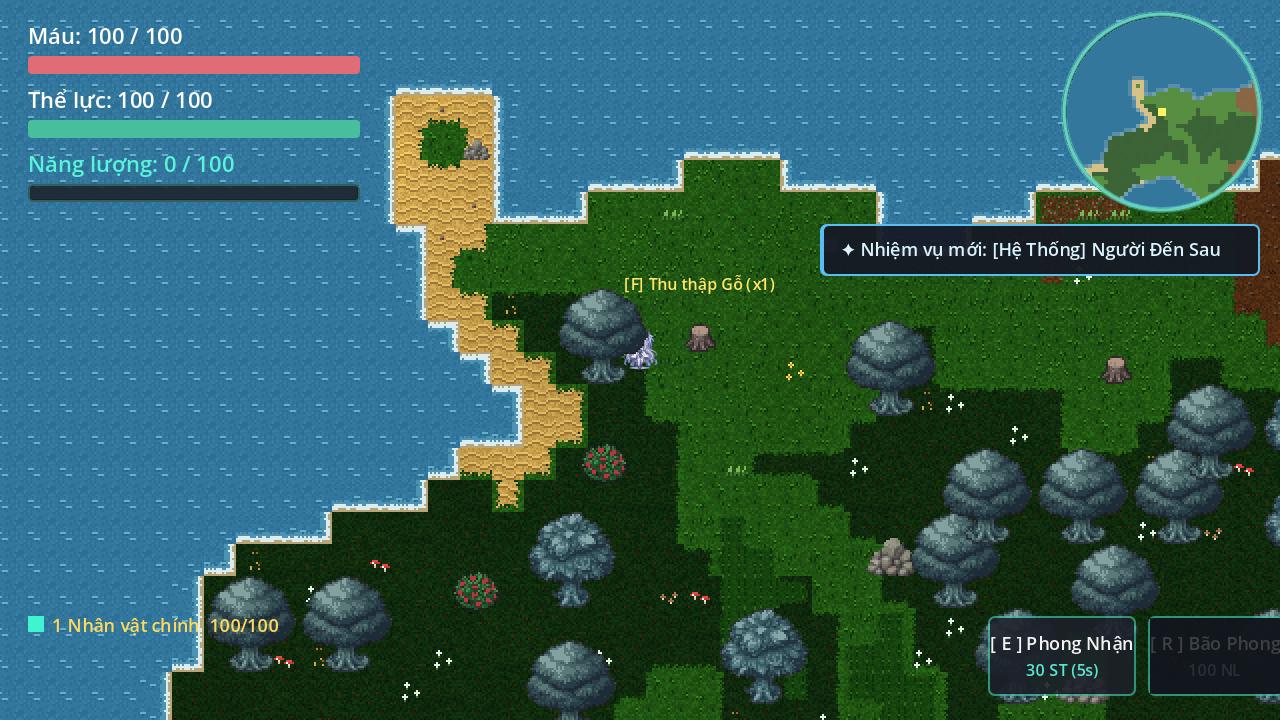 Máu: 100 / 100
Thể lực: 100 / 100
Năng lượng: 0 / 100
✦ Nhiệm vụ mới: [Hệ Thống] Người Đến Sau
[F] Thu thập Gỗ (x1)
1 Nhân vật chính 100/100
[ E ] Phong Nhận
30 ST (5s)
[ R ] Bão Phong
100 NL